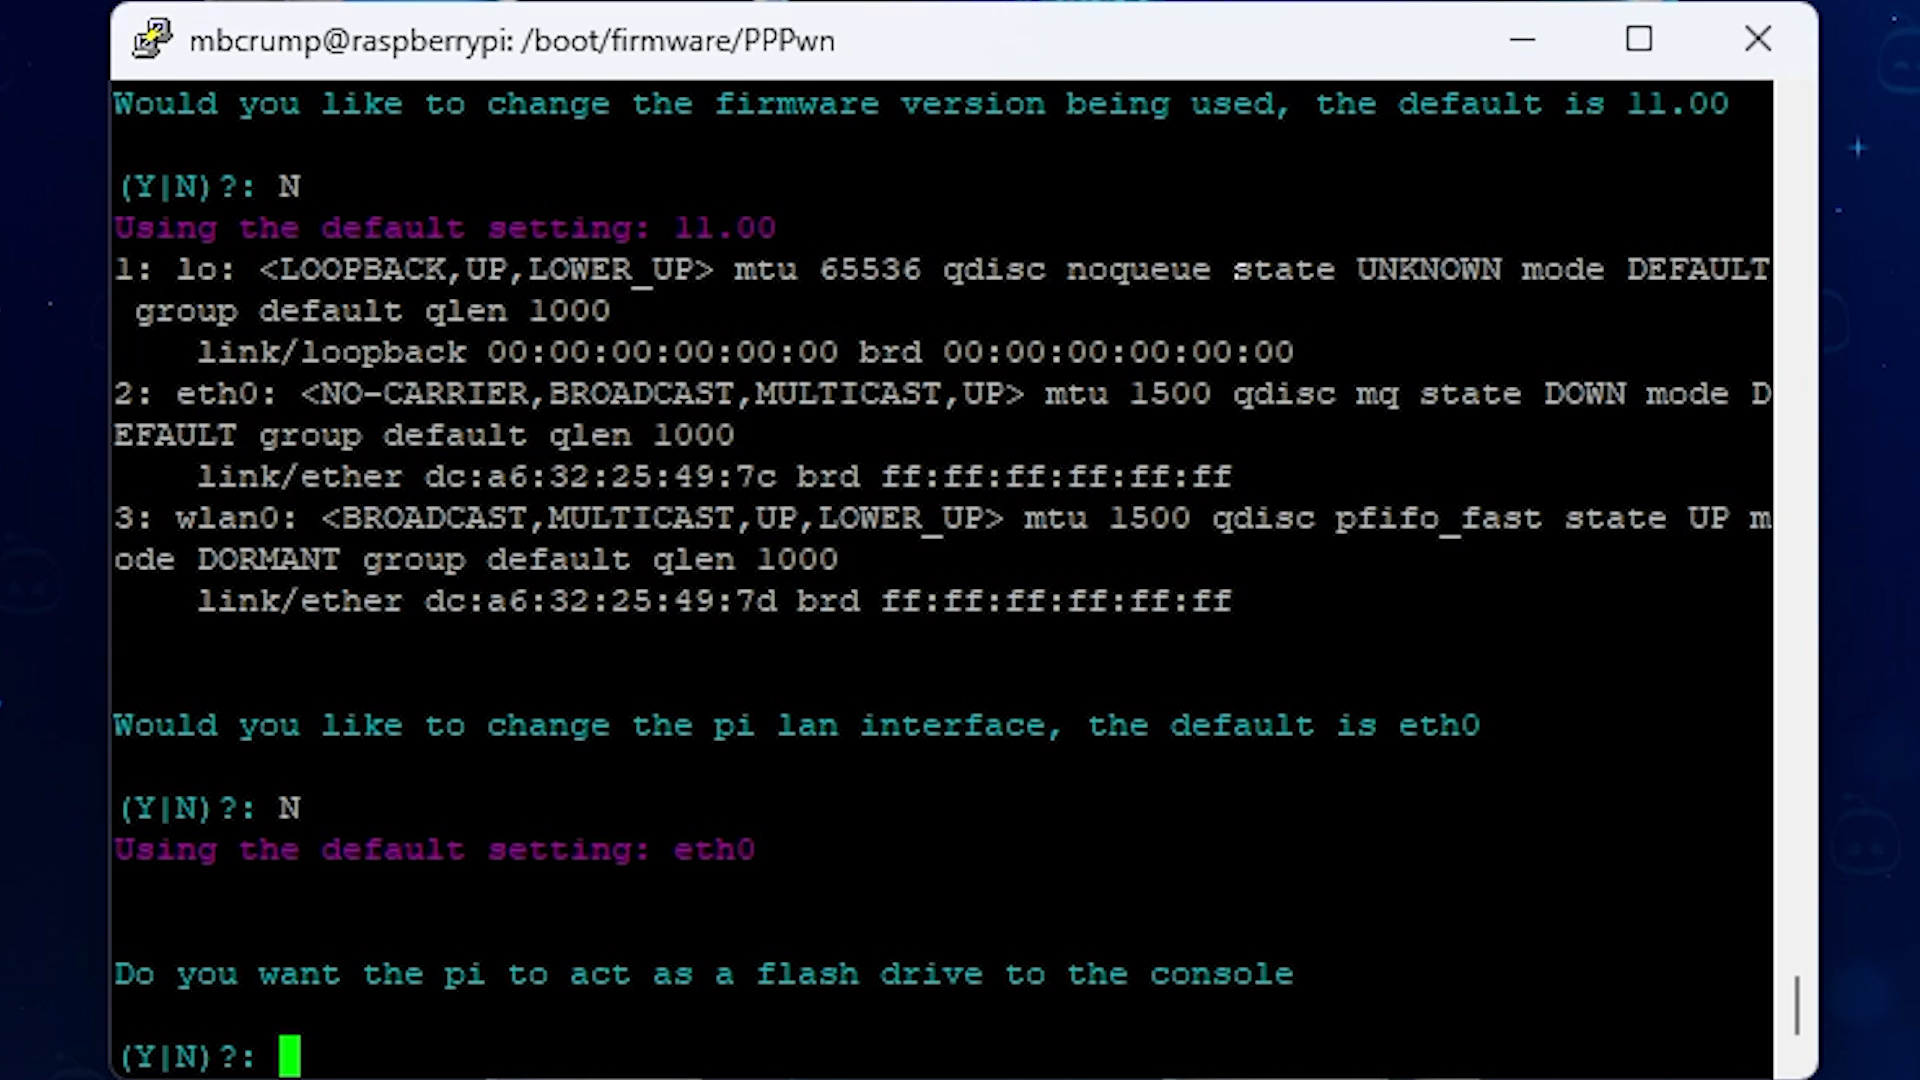 mbcrump@raspberrypi: /boot/firmware/PPPwn
Would you like to change the firmware version being used, the default is 11.00
(Y|N)?: N
Using the default setting: 11.00
1: lo: <LOOPBACK,UP,LOWER_UP> mtu 65536 qdisc noqueue state UNKNOWN mode DEFAULT
 group default qlen 1000
    link/loopback 00:00:00:00:00:00 brd 00:00:00:00:00:00
2: eth0: <NO-CARRIER,BROADCAST,MULTICAST,UP> mtu 1500 qdisc mq state DOWN mode D
EFAULT group default qlen 1000
    link/ether dc:a6:32:25:49:7c brd ff:ff:ff:ff:ff:ff
3: wlan0: <BROADCAST,MULTICAST,UP,LOWER_UP> mtu 1500 qdisc pfifo_fast state UP m
ode DORMANT group default qlen 1000
    link/ether dc:a6:32:25:49:7d brd ff:ff:ff:ff:ff:ff
Would you like to change the pi lan interface, the default is eth0
(Y|N)?: N
Using the default setting: eth0
Do you want the pi to act as a flash drive to the console
(Y|N)?: